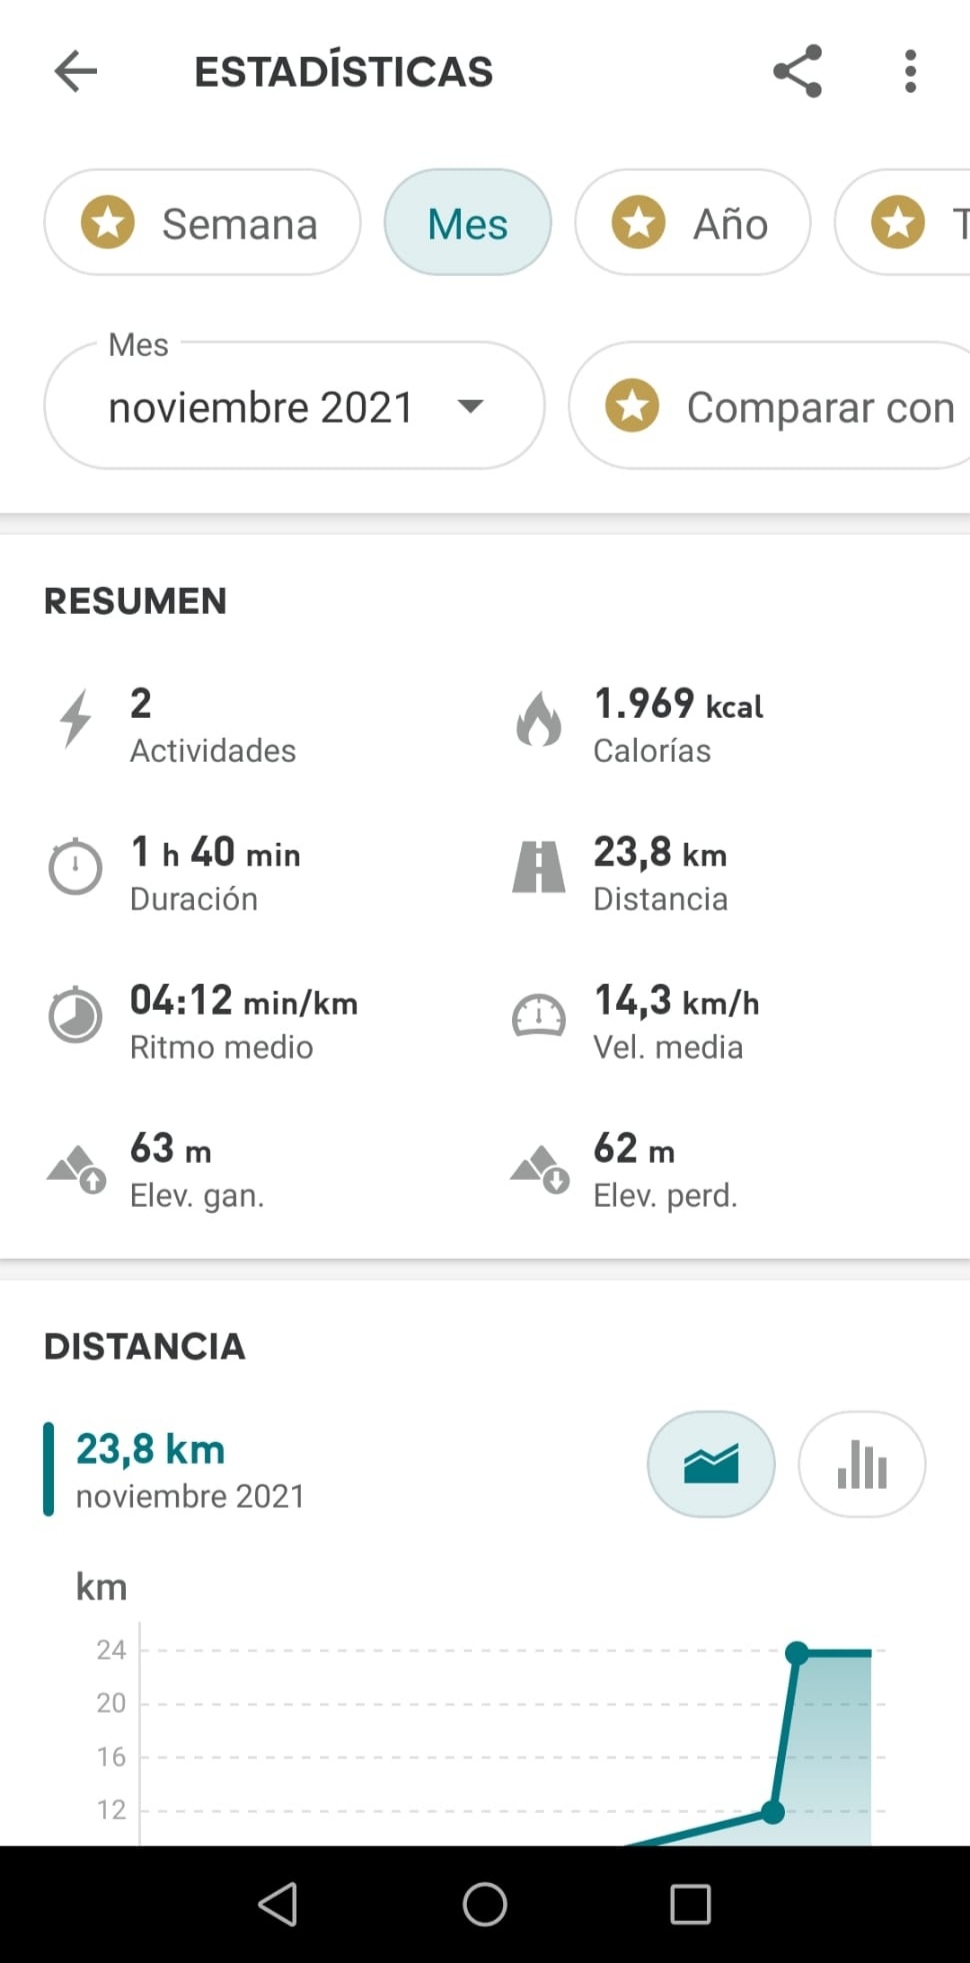 ESTADÍSTICAS
Semana Mes Año T
Mes
noviembre 2021 Comparar con
RESUMEN
2 1.969 kcal
Actividades Calorías
1 h 40 min 23,8 km
Duración Distancia
04:12 min/km 14,3 km/h
Ritmo medio Vel. media
63 m 62 m
Elev. gan. Elev. perd.
DISTANCIA
23,8 km
noviembre 2021
km
24
20
16
12